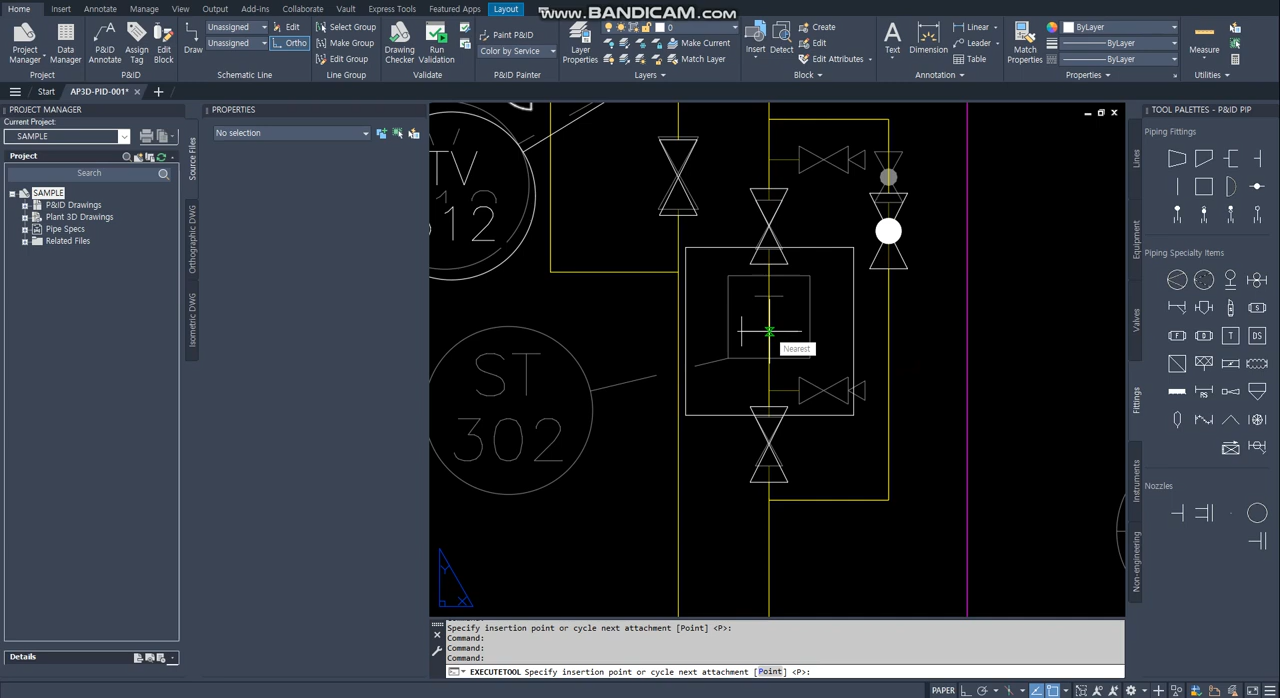 www.BANDICAM.com
Home Insert Annotate Manage View Output Add-ins Collaborate Vault Express Tools Featured Apps Layout
Project Manager
Data Manager
Project
P&ID Annotate
Assign Tag
Edit Block
P&ID
Draw
Unassigned
Unassigned
Edit
Ortho
Schematic Line
Select Group
Make Group
Edit Group
Line Group
Drawing Checker
Run Validation
Validate
Paint P&ID
Color by Service
P&ID Painter
Layer Properties
0
Make Current
Match Layer
Layers
Insert
Detect
Create
Edit
Edit Attributes
Block
Text
Dimension
Linear
Leader
Table
Annotation
Match Properties
ByLayer
ByLayer
ByLayer
Properties
Measure
Utilities
Start AP3D-PID-001*
PROJECT MANAGER
Current Project:
SAMPLE
Project
Search
SAMPLE
P&ID Drawings
Plant 3D Drawings
Pipe Specs
Related Files
Details
Source Files
Orthographic DWG
Isometric DWG
PROPERTIES
No selection
TV
12
ST
302
Nearest
Y
X
TOOL PALETTES - P&ID PIP
Lines
Equipment
Valves
Fittings
Instruments
Non-engineering
Piping Fittings
Piping Specialty Items
S
F
D
T
DS
RS
Nozzles
Specify insertion point or cycle next attachment [Point] <P>:
Command:
Command:
Command:
EXECUTETOOL Specify insertion point or cycle next attachment [Point] <P>:
PAPER